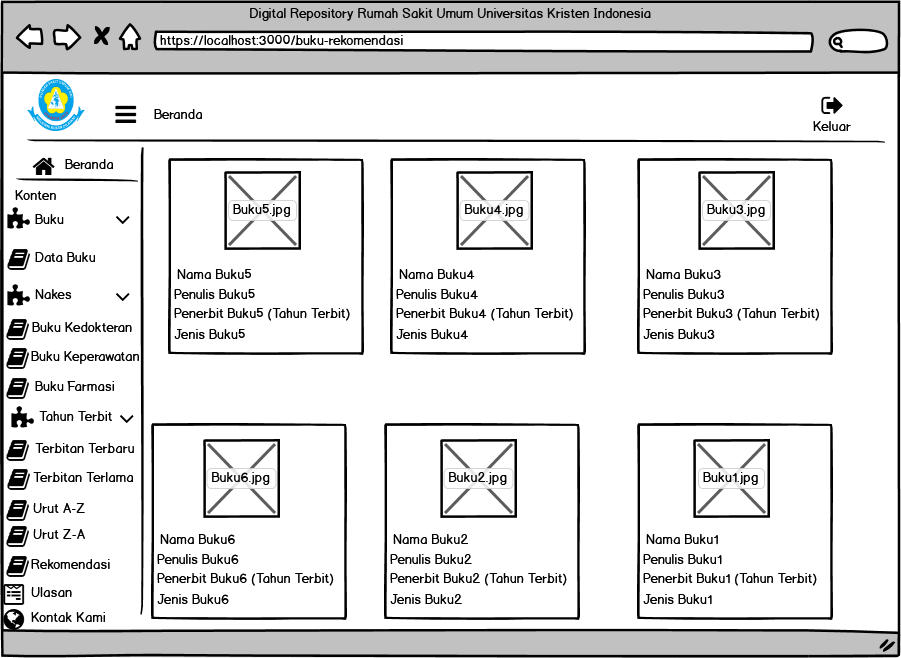 Digital Repository Rumah Sakit Umum Universitas Kristen Indonesia
https://localhost:3000/buku-rekomendasi
Beranda
Keluar
Beranda
Konten
Buku
Data Buku
Nakes
Buku Kedokteran
Buku Keperawatan
Buku Farmasi
Tahun Terbit
Terbitan Terbaru
Terbitan Terlama
Urut A-Z
Urut Z-A
Rekomendasi
Ulasan
Kontak Kami
Buku5.jpg
Nama Buku5
Penulis Buku5
Penerbit Buku5 (Tahun Terbit)
Jenis Buku5
Buku4.jpg
Nama Buku4
Penulis Buku4
Penerbit Buku4 (Tahun Terbit)
Jenis Buku4
Buku3.jpg
Nama Buku3
Penulis Buku3
Penerbit Buku3 (Tahun Terbit)
Jenis Buku3
Buku6.jpg
Nama Buku6
Penulis Buku6
Penerbit Buku6 (Tahun Terbit)
Jenis Buku6
Buku2.jpg
Nama Buku2
Penulis Buku2
Penerbit Buku2 (Tahun Terbit)
Jenis Buku2
Buku1.jpg
Nama Buku1
Penulis Buku1
Penerbit Buku1 (Tahun Terbit)
Jenis Buku1